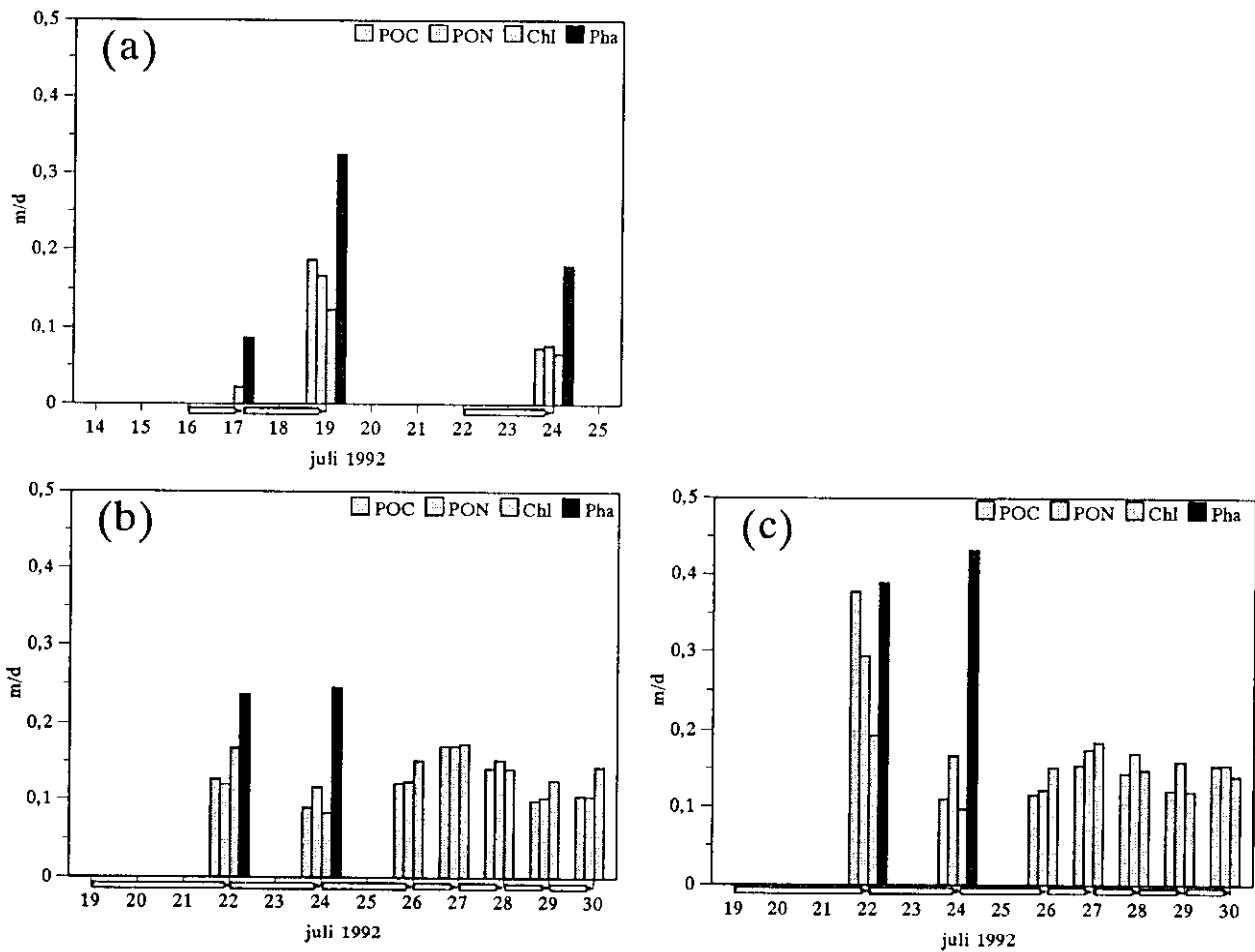 (a)
POC PON Chl Pha
0,5
0,4
0,3
0,2
0,1
0
m/d
14 15 16 17 18 19 20 21 22 23 24 25
juli 1992
(b)
POC PON Chl Pha
0,5
0,4
0,3
0,2
0,1
0
m/d
19 20 21 22 23 24 25 26 27 28 29 30
juli 1992
(c)
POC PON Chl Pha
0,5
0,4
0,3
0,2
0,1
0
m/d
19 20 21 22 23 24 25 26 27 28 29 30
juli 1992